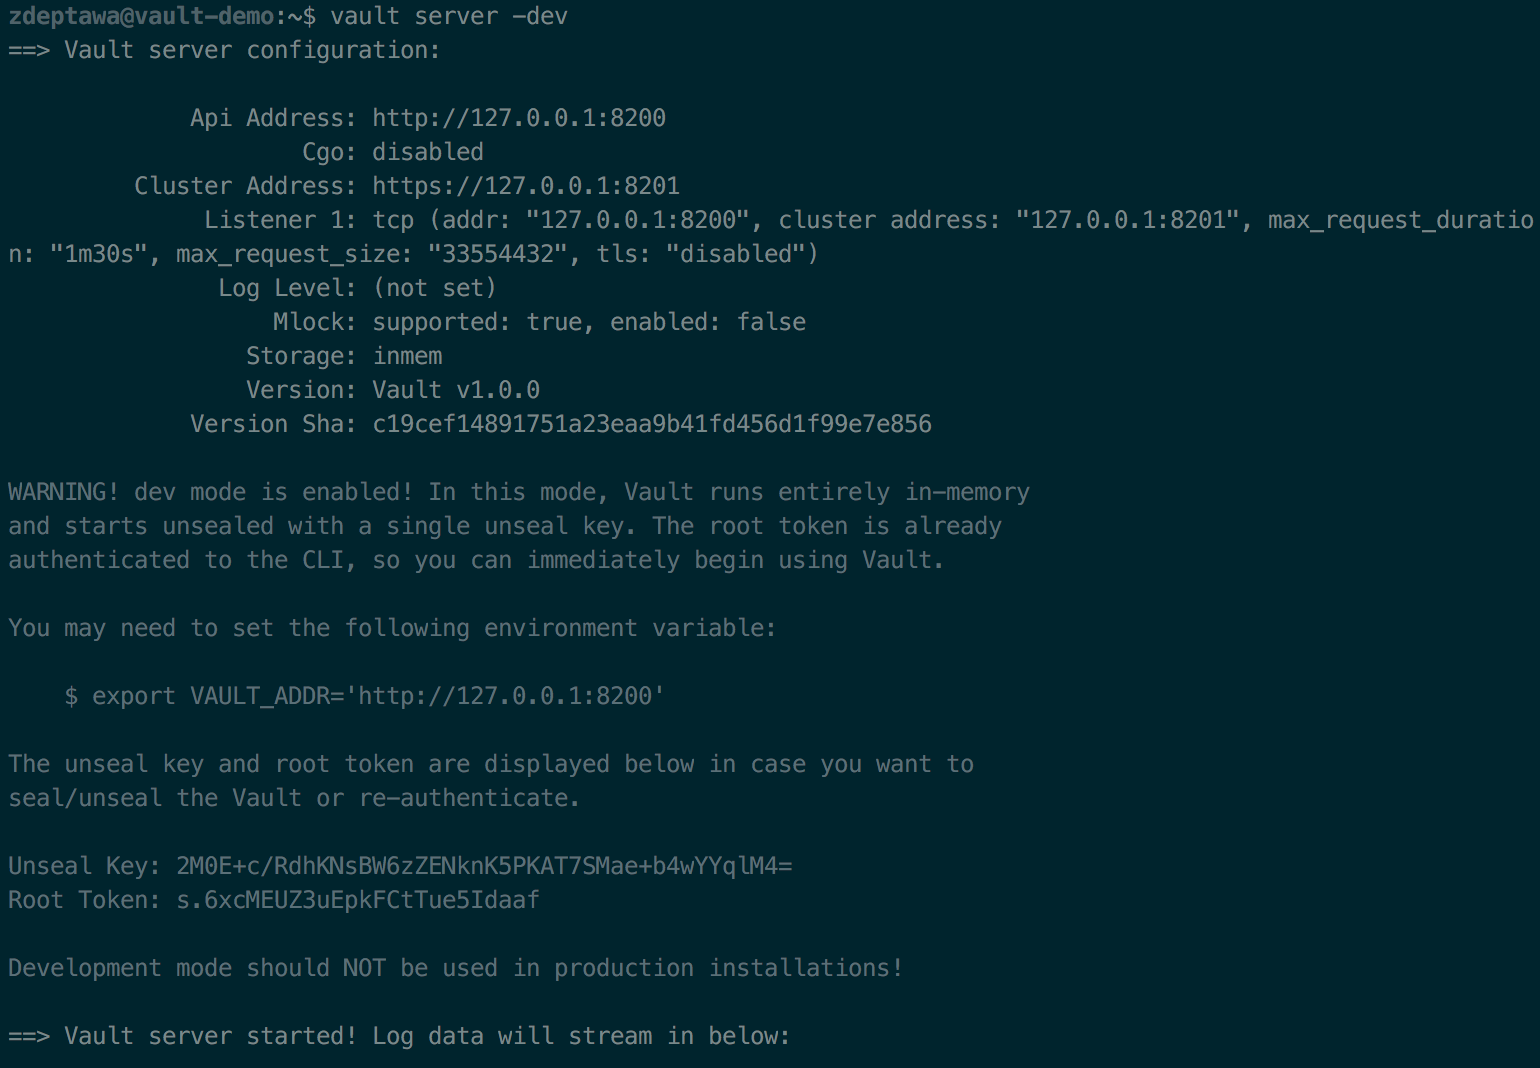 zdeptawa@vault-demo:~$ vault server -dev
==> Vault server configuration:
Api Address: http://127.0.0.1:8200
Cgo: disabled
Cluster Address: https://127.0.0.1:8201
Listener 1: tcp (addr: "127.0.0.1:8200", cluster address: "127.0.0.1:8201", max_request_duratio
n: "1m30s", max_request_size: "33554432", tls: "disabled")
Log Level: (not set)
Mlock: supported: true, enabled: false
Storage: inmem
Version: Vault v1.0.0
Version Sha: c19cef14891751a23eaa9b41fd456d1f99e7e856
WARNING! dev mode is enabled! In this mode, Vault runs entirely in-memory
and starts unsealed with a single unseal key. The root token is already
authenticated to the CLI, so you can immediately begin using Vault.
You may need to set the following environment variable:
$ export VAULT_ADDR='http://127.0.0.1:8200'
The unseal key and root token are displayed below in case you want to
seal/unseal the Vault or re-authenticate.
Unseal Key: 2M0E+c/RdhKNsBW6zZENknK5PKAT7SMae+b4wYYqlM4=
Root Token: s.6xcMEUZ3uEpkFCtTue5Idaaf
Development mode should NOT be used in production installations!
==> Vault server started! Log data will stream in below: